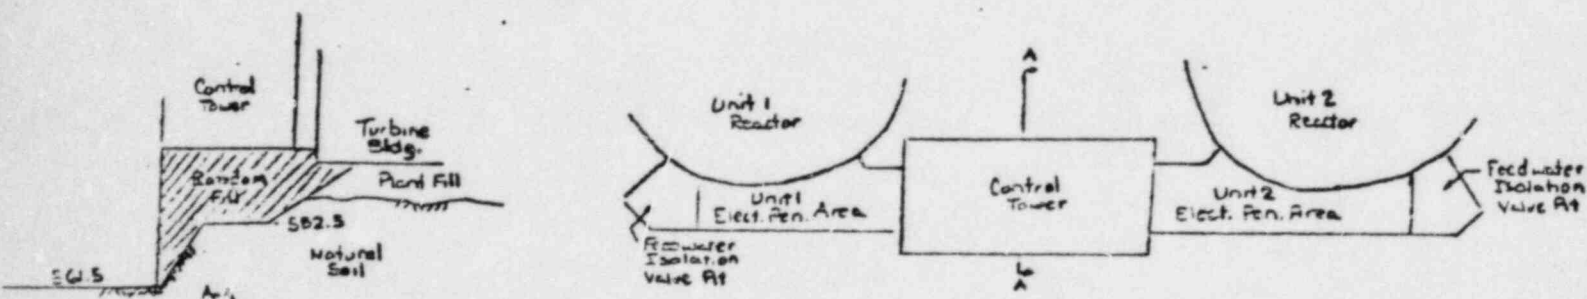 Control
Tower
Turbine
Bldg.
Random
Fill
Plant Fill
582.5
Natural
Soil
561.5
A
Unit 1
Reactor
Unit 2
Reactor
Control
Tower
Unit 1
Elect. Pen. Area
Unit 2
Elect. Pen. Area
Feedwater
Isolation
Valve Pit
Feedwater
Isolation
Valve Pit
A